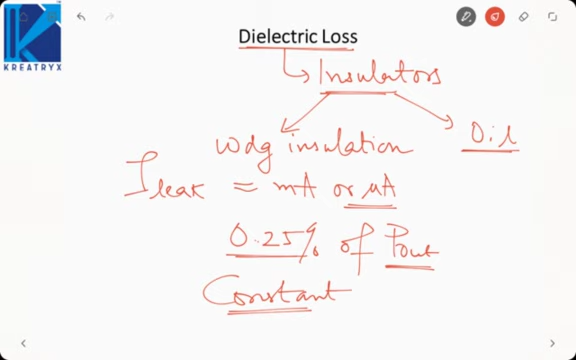 KREATRYX
Dielectric Loss
Insulators
wdg insulation
Oil
Ileak = mA or μA
0.25% of Pout
Constant